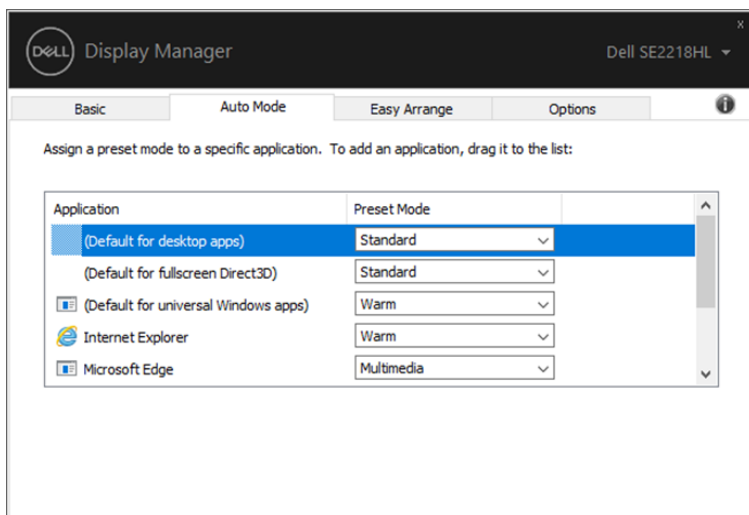 x
DELL Display Manager Dell SE2218HL
Basic Auto Mode Easy Arrange Options i
Assign a preset mode to a specific application. To add an application, drag it to the list:
Application Preset Mode
(Default for desktop apps) Standard
(Default for fullscreen Direct3D) Standard
(Default for universal Windows apps) Warm
Internet Explorer Warm
Microsoft Edge Multimedia